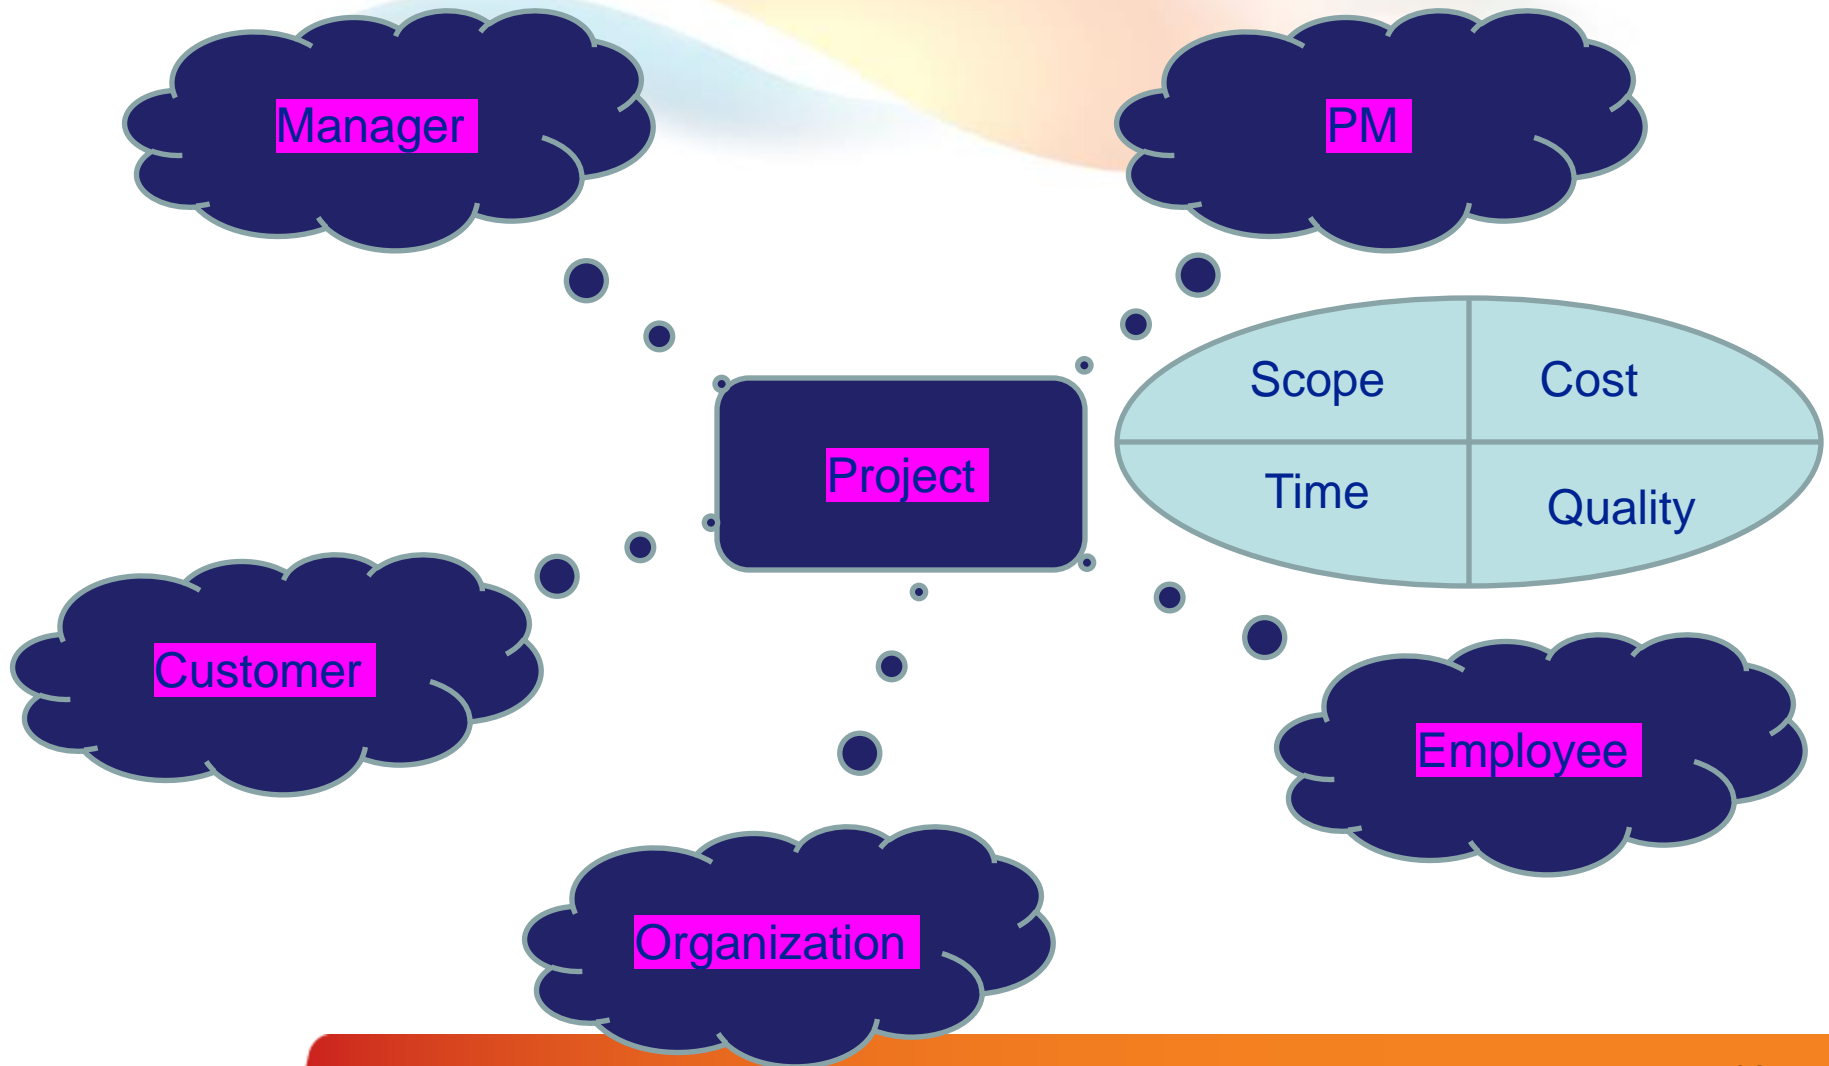 Manager
PM
Scope
Cost
Project
Time
Quality
Customer
Employee
Organization